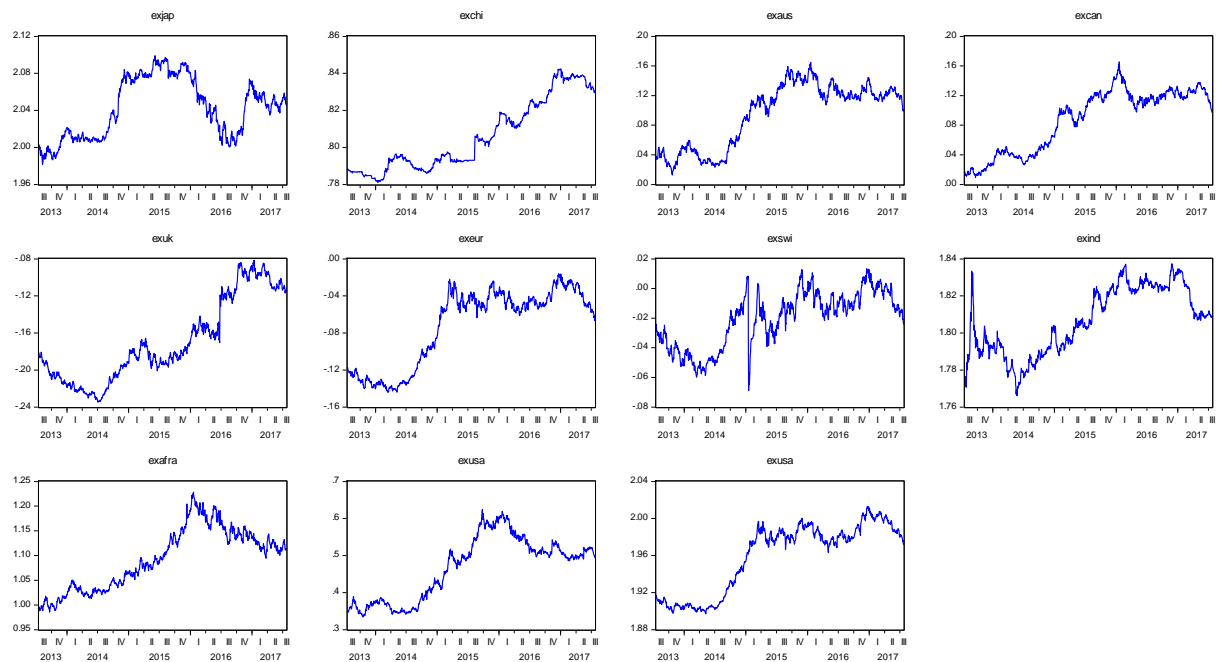 exjap exchi exaus excan
2.12 .86 .20 .20
2.08 .84 .16 .16
2.04 .82 .12 .12
.08 .08
2.00 .80 .04 .04
1.96 .78 .00 .00
III IV I II III IV I II III IV I II III IV I II III III IV I II III IV I II III IV I II III IV I II III III IV I II III IV I II III IV I II III IV I II III III IV I II III IV I II III IV I II III IV I II III
2013 2014 2015 2016 2017 2013 2014 2015 2016 2017 2013 2014 2015 2016 2017 2013 2014 2015 2016 2017
exuk exeur exswi exind
-.08 .00 .02 1.84
-.12 -.04 .00 1.82
-.16 -.08 -.02 1.80
-.20 -.12 -.04 1.78
-.24 -.16 -.06 1.76
-.08
III IV I II III IV I II III IV I II III IV I II III III IV I II III IV I II III IV I II III IV I II III III IV I II III IV I II III IV I II III IV I II III III IV I II III IV I II III IV I II III IV I II III
2013 2014 2015 2016 2017 2013 2014 2015 2016 2017 2013 2014 2015 2016 2017 2013 2014 2015 2016 2017
exafra exusa exusa
1.25 .7 2.04
1.20 .6 2.00
1.15 .5 1.96
1.10 .4 1.92
1.05 .3 1.88
1.00
0.95
III IV I II III IV I II III IV I II III IV I II III III IV I II III IV I II III IV I II III IV I II III III IV I II III IV I II III IV I II III IV I II III
2013 2014 2015 2016 2017 2013 2014 2015 2016 2017 2013 2014 2015 2016 2017